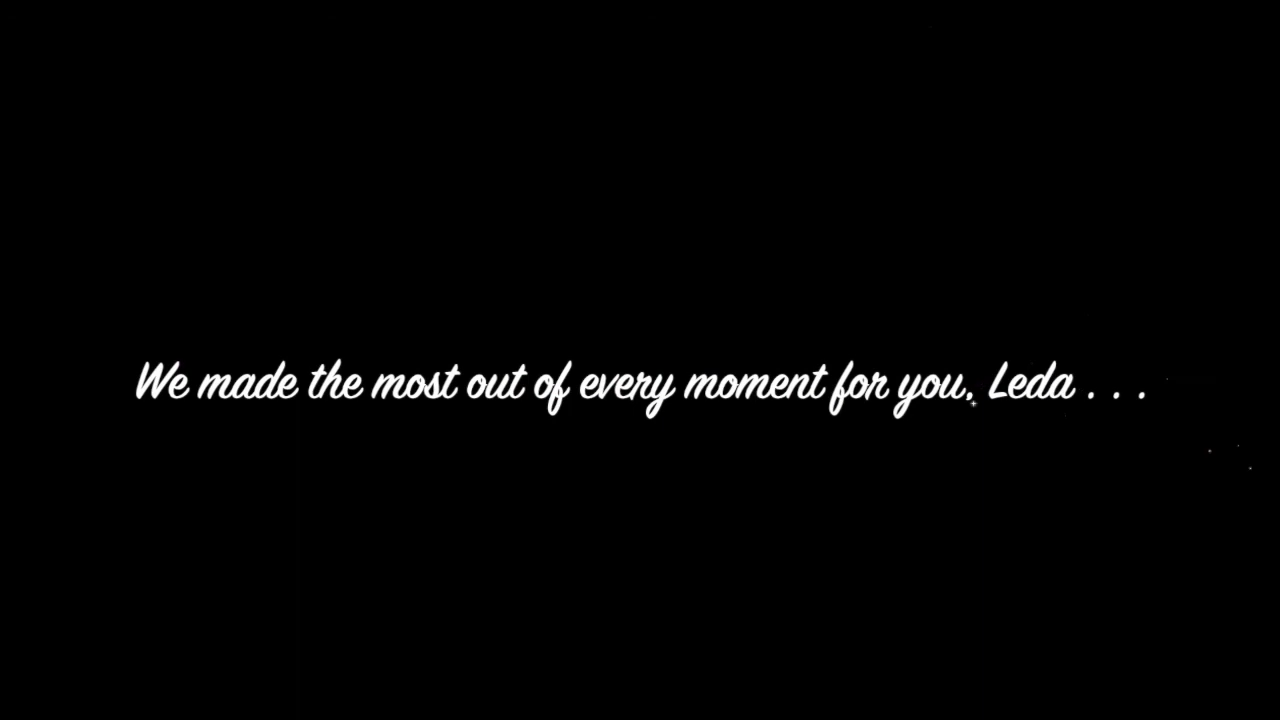 We made the most out of every moment for you, Leda . . .